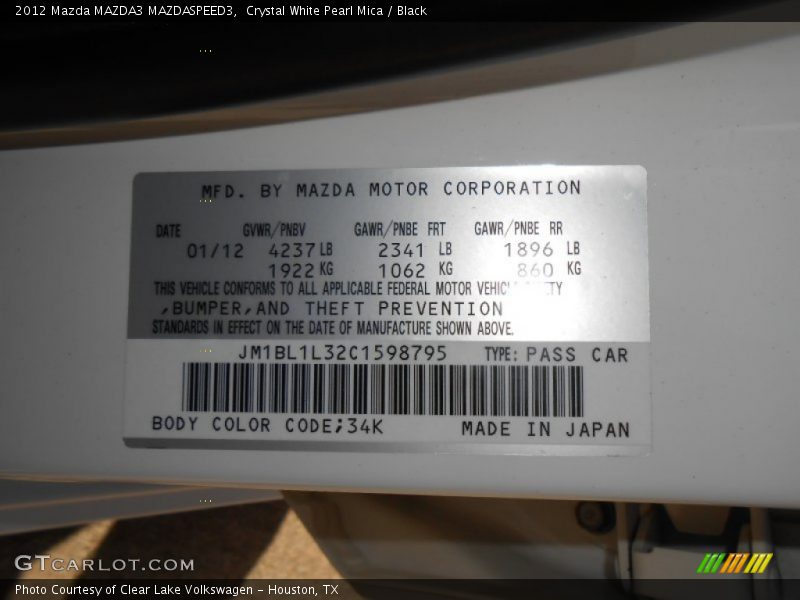 2012 Mazda MAZDA3 MAZDASPEED3,  Crystal White Pearl Mica / Black
MFD. BY MAZDA MOTOR CORPORATION
DATE GVWR/PNBV GAWR/PNBE FRT GAWR/PNBE RR
01/12 4237 LB 2341 LB 1896 LB
1922 KG 1062 KG 860 KG
THIS VEHICLE CONFORMS TO ALL APPLICABLE FEDERAL MOTOR
,BUMPER,AND THEFT PREVENTION
STANDARDS IN EFFECT ON THE DATE OF MANUFACTURE SHOWN ABOVE.
JM1BL1L32C1598795 TYPE: PASS CAR
BODY COLOR CODE;34K MADE IN JAPAN
GTCARLOT.COM
Photo Courtesy of Clear Lake Volkswagen – Houston, TX